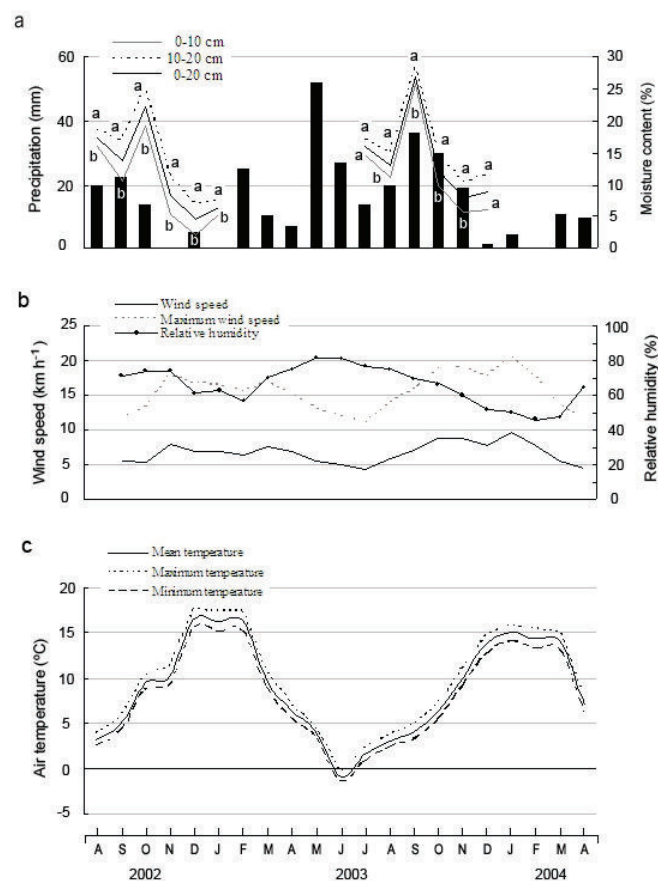 a
0-10 cm
10-20 cm
0-20 cm
60
40
20
0
Precipitation (mm)
30
25
20
15
10
5
0
Moisture content (%)
a a a a a a a a a a a a
b b b b b b b b b b a
b
Wind speed
Maximum wind speed
Relative humidity
25
20
15
10
5
0
Wind speed (km h⁻¹)
100
80
60
40
20
0
Relative humidity (%)
c
Mean temperature
Maximum temperature
Minimum temperature
20
15
10
5
0
-5
Air temperature (ºC)
A S O N D J F M A M J J A S O N D J F M A
2002 2003 2004